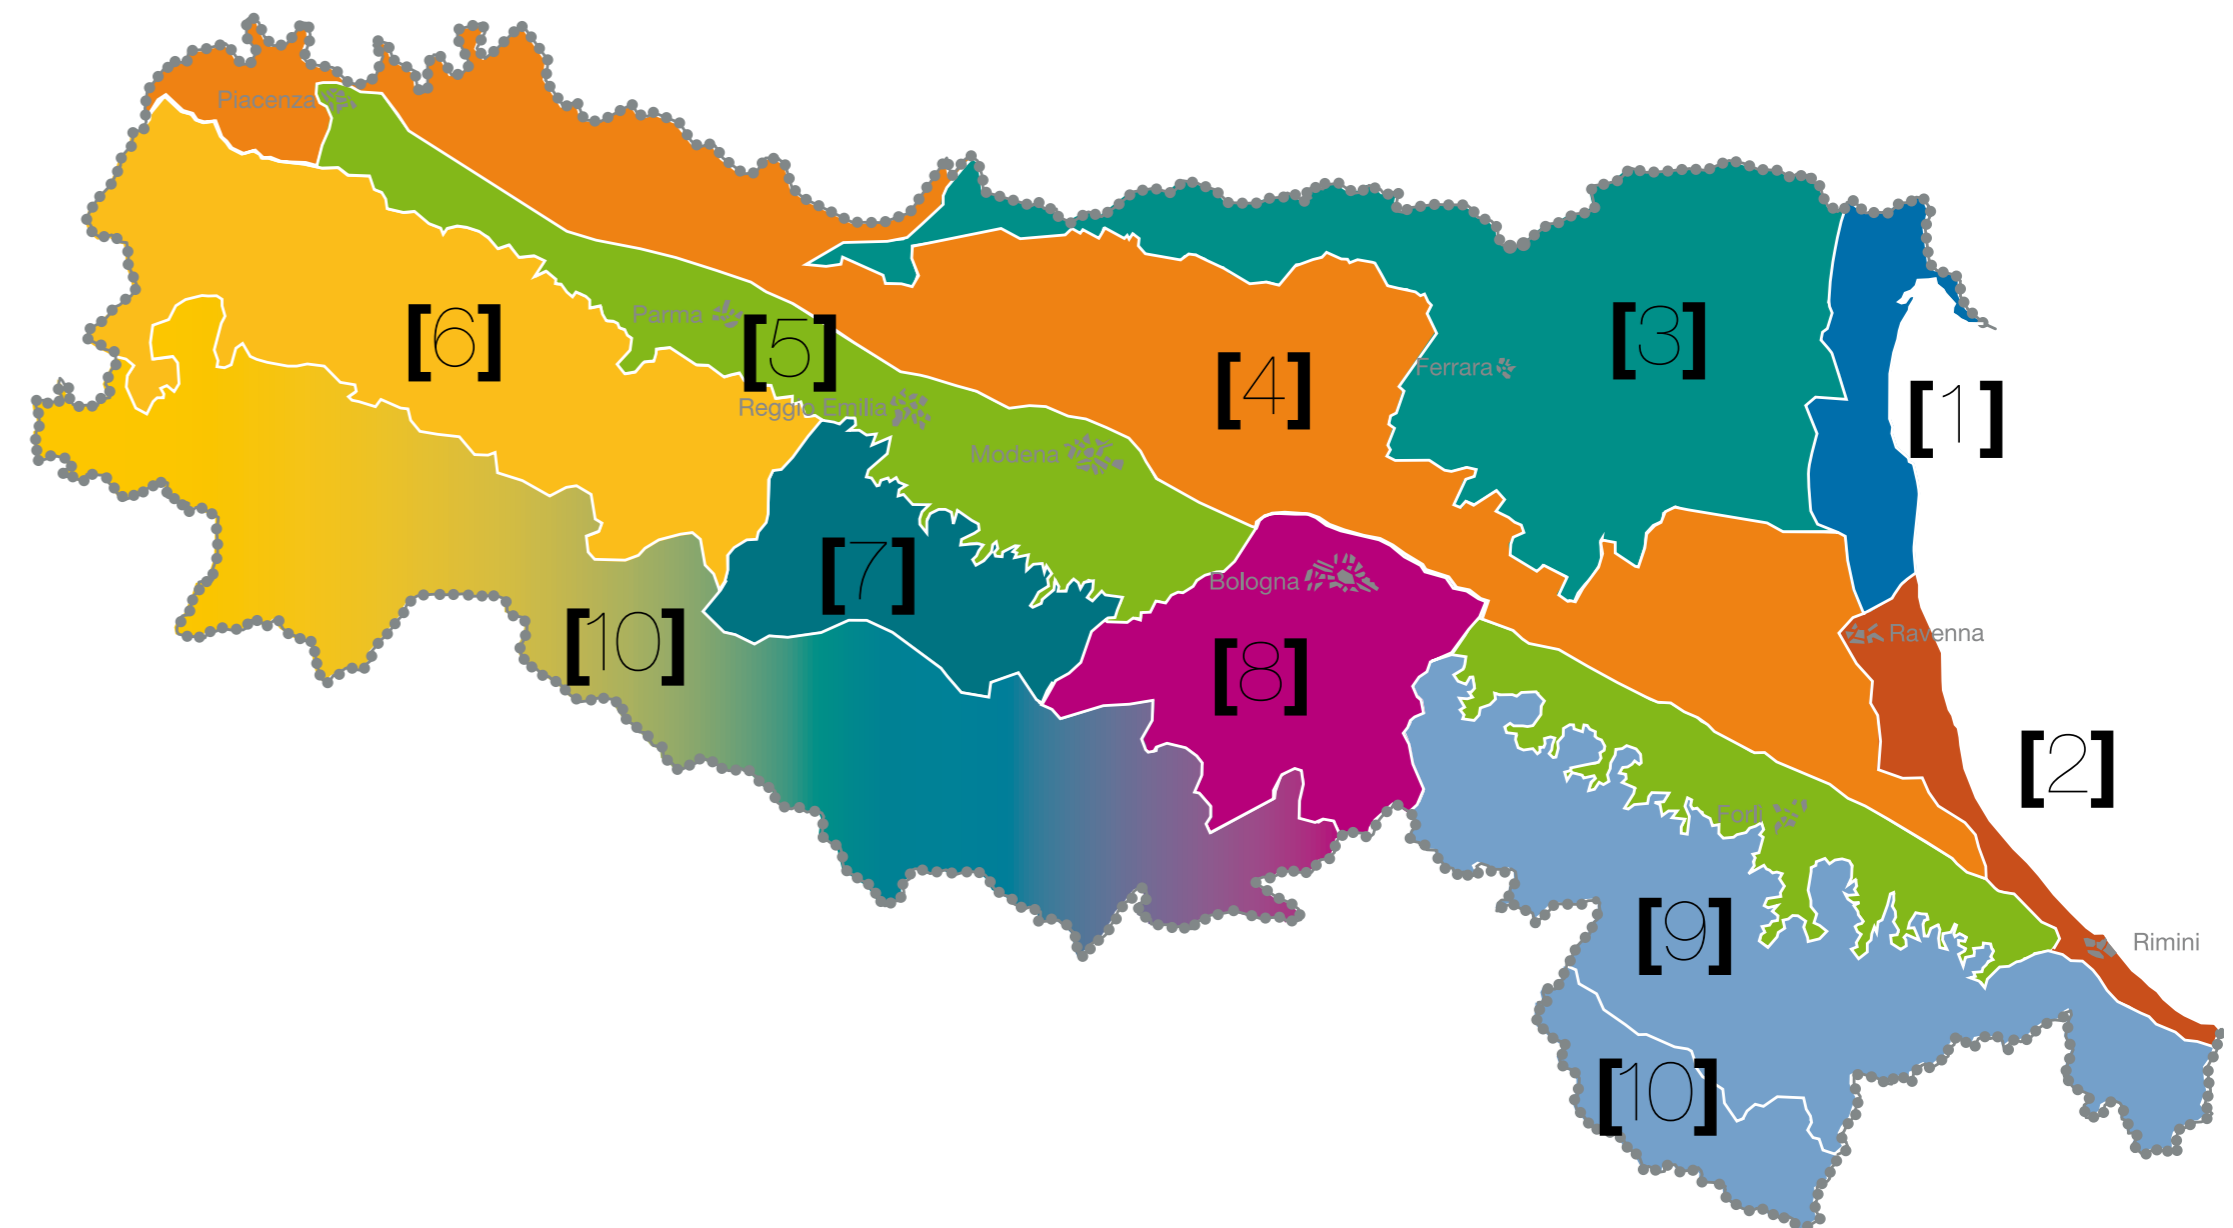 Piacenza
[6]
Parma
[5]
[3]
[4]
Ferrara
[1]
Reggio Emilia
Modena
[7]
Bologna
[10]
[8]
Ravenna
[2]
Forlì
[9]
Rimini
[10]